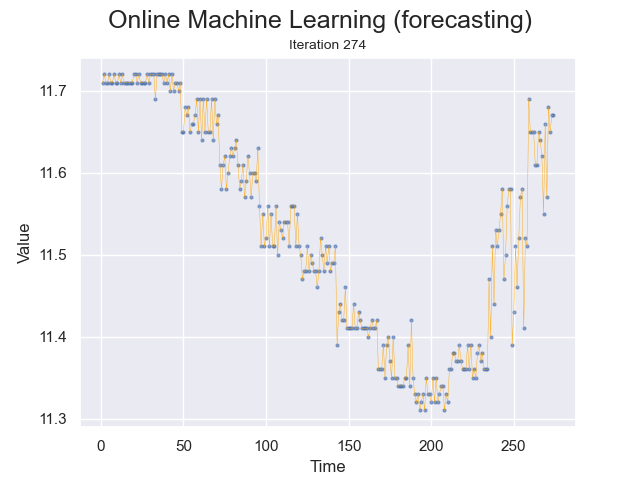 Online Machine Learning (forecasting)
Iteration 274
11.7
11.6
11.5
11.4
11.3
Value
0 50 100 150 200 250
Time